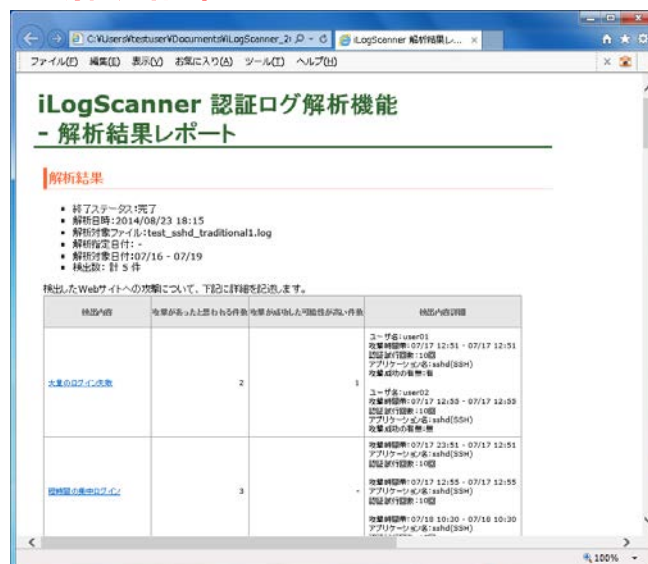 C:¥Users¥testuser¥Documents¥iLogScanner_2(
iLogScanner 解析結果レ...
ファイル(F) 編集(E) 表示(V) お気に入り(A) ツール(T) ヘルプ(H)
iLogScanner 認証ログ解析機能
- 解析結果レポート
解析結果
終了ステータス:完了
解析日時:2014/08/23 18:15
解析対象ファイル:test_sshd_traditional1.log
解析指定日付: -
解析対象日付:07/16 - 07/19
検出数: 計 5 件
検出したWebサイトへの攻撃について、下記に詳細を記述します。
検出内容 攻撃があったと思われる件数 攻撃が成功した可能性が高い件数 検出内容詳細
大量のログイン失敗 2 1
ユーザ名:user01
攻撃時間帯:07/17 12:51 - 07/17 12:51
認証試行回数:10回
アプリケーション名:sshd(SSH)
攻撃成功の有無:有
ユーザ名:user02
攻撃時間帯:07/17 12:55 - 07/17 12:55
認証試行回数:10回
アプリケーション名:sshd(SSH)
攻撃成功の有無:無
短時間の集中ログイン 3 -
攻撃時間帯:07/17 23:51 - 07/17 12:51
アプリケーション名:sshd(SSH)
認証試行回数:10回
攻撃時間帯:07/17 12:55 - 07/17 12:55
アプリケーション名:sshd(SSH)
認証試行回数:10回
攻撃時間帯:07/18 10:30 - 07/18 10:30
アプリケーション名:sshd(SSH)
100%